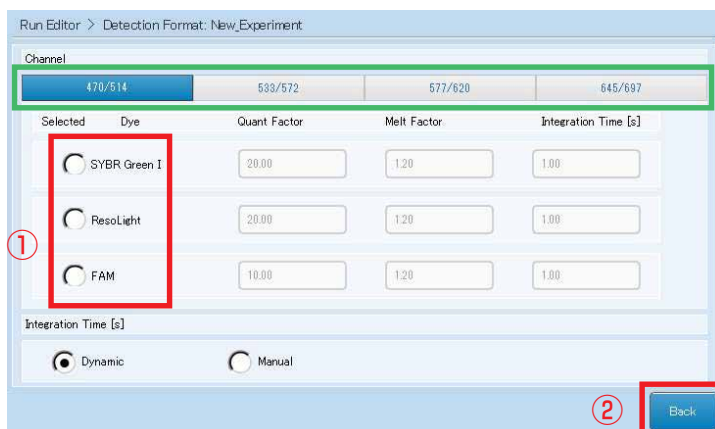 Run Editor > Detection Format: New_Experiment
Channel
470/514 533/572 577/620 645/697
Selected Dye Quant Factor Melt Factor Integration Time [s]
SYBR Green I 20.00 1.20 1.00
ResoLight 20.00 1.20 1.00
①
FAM 10.00 1.20 1.00
Integration Time [s]
Dynamic Manual
② Back